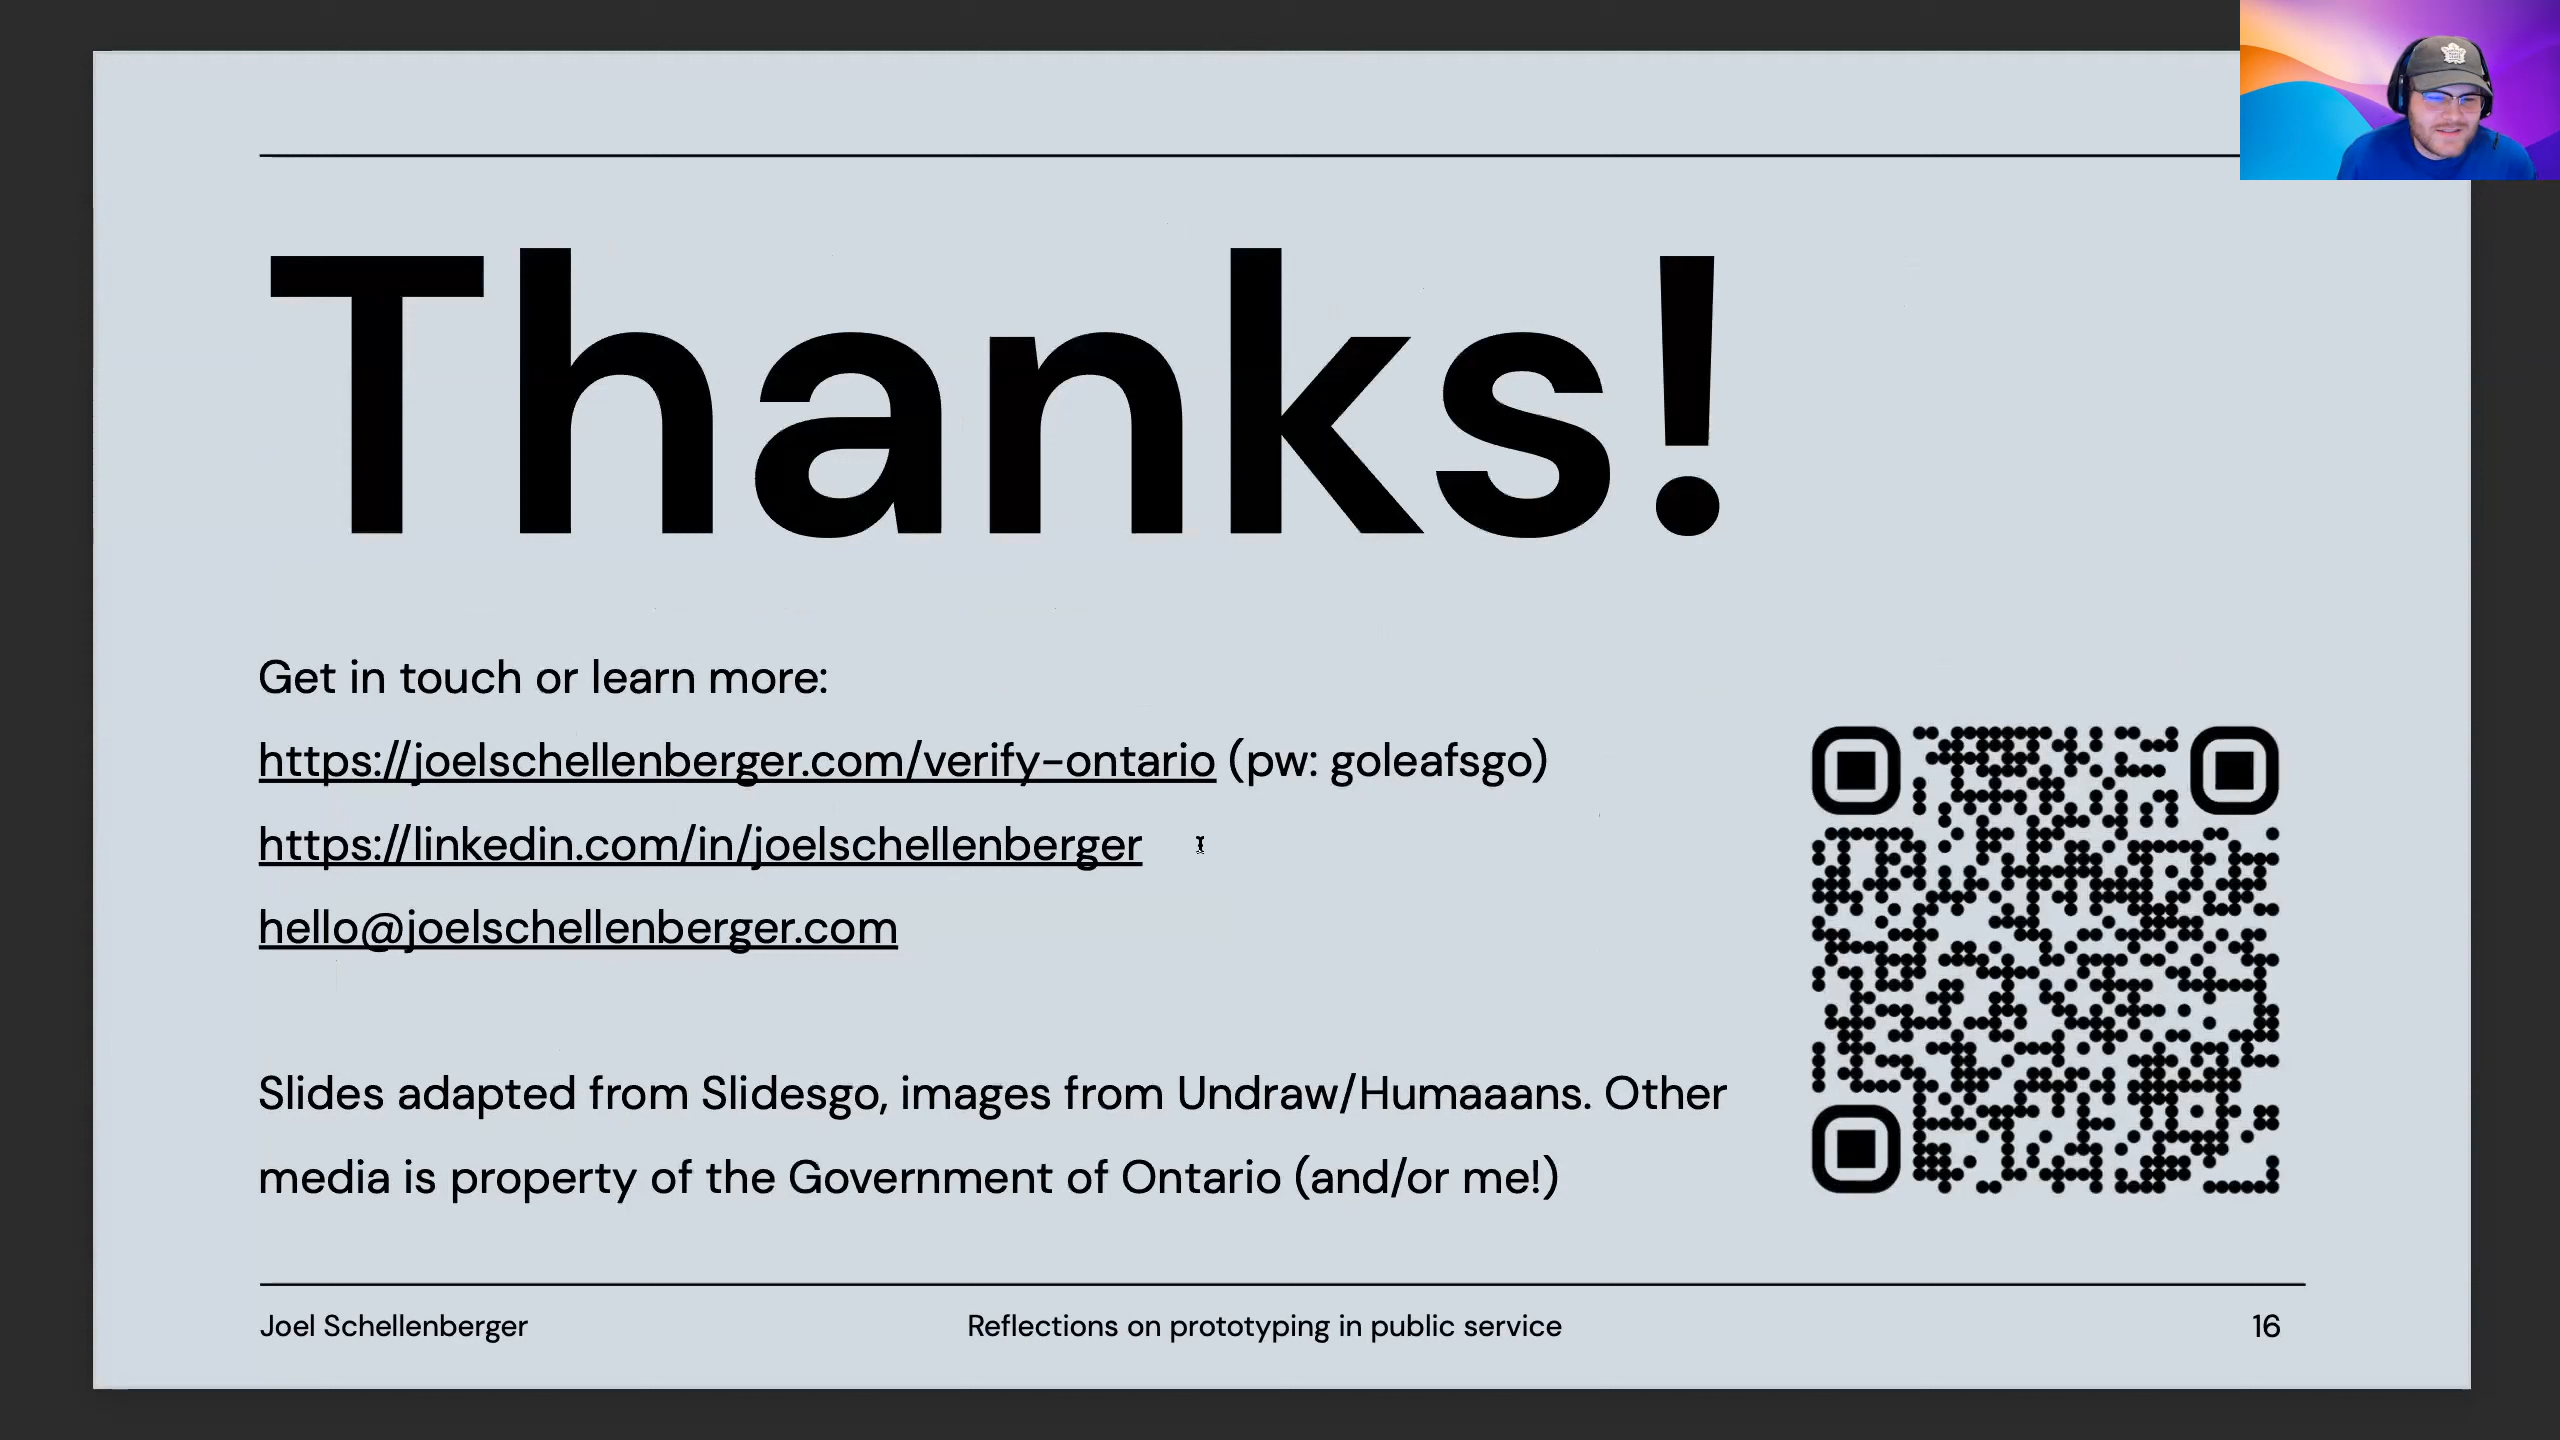 Thanks!
Get in touch or learn more:
https://joelschellenberger.com/verify-ontario (pw: goleafsgo)
https://linkedin.com/in/joelschellenberger
hello@joelschellenberger.com
Slides adapted from Slidesgo, images from Undraw/Humaaans. Other
media is property of the Government of Ontario (and/or me!)
Joel Schellenberger
Reflections on prototyping in public service
16